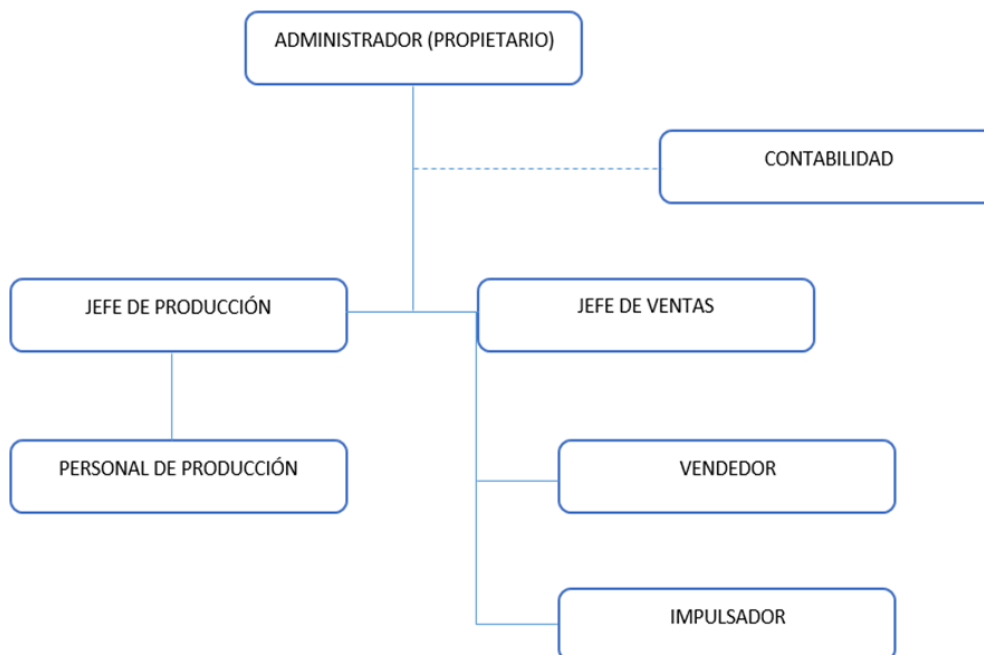 ADMINISTRADOR (PROPIETARIO)
CONTABILIDAD
JEFE DE PRODUCCIÓN
JEFE DE VENTAS
PERSONAL DE PRODUCCIÓN
VENDEDOR
IMPULSADOR